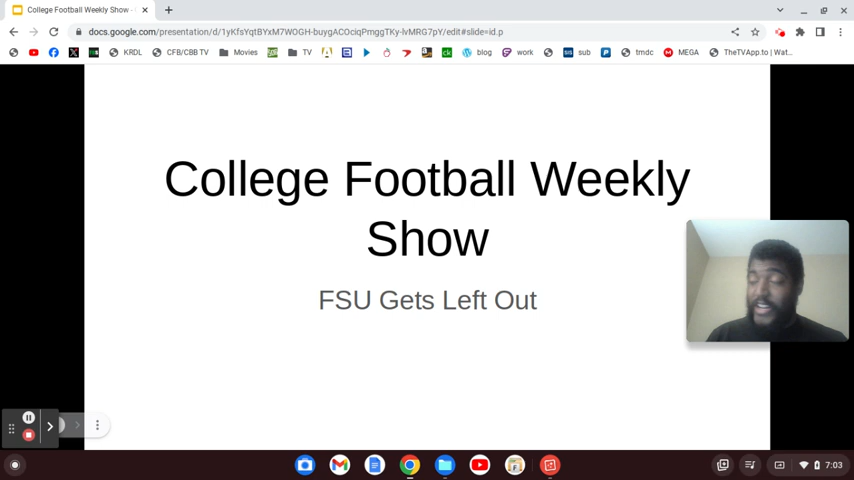 College Football Weekly Show -
docs.google.com/presentation/d/1yKfsYqtBYxM7WOGH-buygACOciqPmggTKy-lvMRG7pY/edit#slide=id.p
KRDL CFB/CBB TV Movies TV blog work sub tmdc MEGA TheTVApp.to | Wat...
College Football Weekly
Show
FSU Gets Left Out
7:03